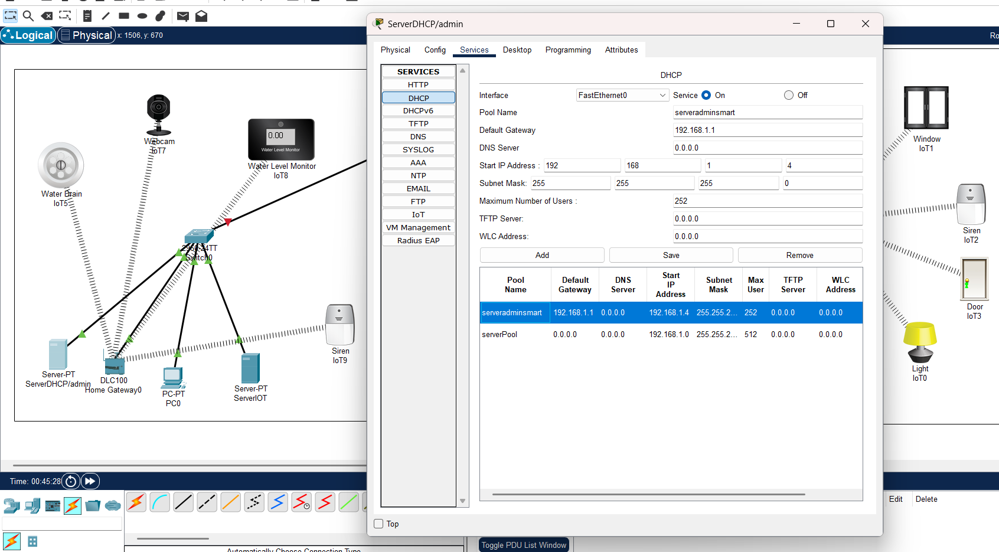 Logical
Physical
x: 1506, y: 670
Ro
Webcam
IoT7
0.00
Water Level Monitor
Water Level Monitor
IoT8
Water Drain
IoT5
2960-24TT
Switch0
Siren
IoT9
Server-PT
ServerDHCP/admin
DLC100
Home Gateway0
PC-PT
PC0
Server-PT
ServerIOT
ServerDHCP/admin
Physical
Config
Services
Desktop
Programming
Attributes
SERVICES
HTTP
DHCP
DHCPv6
TFTP
DNS
SYSLOG
AAA
NTP
EMAIL
FTP
IoT
VM Management
Radius EAP
DHCP
Interface FastEthernet0 Service On Off
Pool Name serveradminsmart
Default Gateway 192.168.1.1
DNS Server 0.0.0.0
Start IP Address : 192 168 1 4
Subnet Mask: 255 255 255 0
Maximum Number of Users : 252
TFTP Server: 0.0.0.0
WLC Address: 0.0.0.0
Add Save Remove
Pool Name Default Gateway DNS Server Start IP Address Subnet Mask Max User TFTP Server WLC Address
serveradminsmart 192.168.1.1 0.0.0.0 192.168.1.4 255.255.2... 252 0.0.0.0 0.0.0.0
serverPool 0.0.0.0 0.0.0.0 192.168.1.0 255.255.2... 512 0.0.0.0 0.0.0.0
Top
Window
IoT1
Siren
IoT2
Door
IoT3
Light
IoT0
Time: 00:45:28
Edit Delete
Toggle PDU List Window
Automatically Choose Connection Type